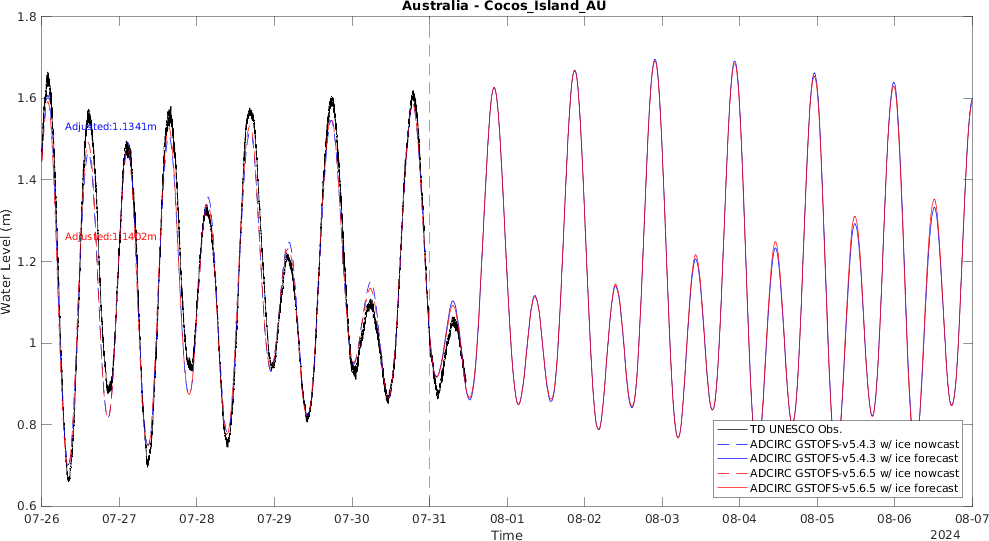 Australia - Cocos_Island_AU
1.8
1.6
1.4
1.2
1
0.8
0.6
Water Level (m)
Adjusted:1.1341m
Adjusted:1.1402m
TD UNESCO Obs.
ADCIRC GSTOFS-v5.4.3 w/ ice nowcast
ADCIRC GSTOFS-v5.4.3 w/ ice forecast
ADCIRC GSTOFS-v5.6.5 w/ ice nowcast
ADCIRC GSTOFS-v5.6.5 w/ ice forecast
07-26 07-27 07-28 07-29 07-30 07-31 08-01 08-02 08-03 08-04 08-05 08-06 08-07
Time
2024